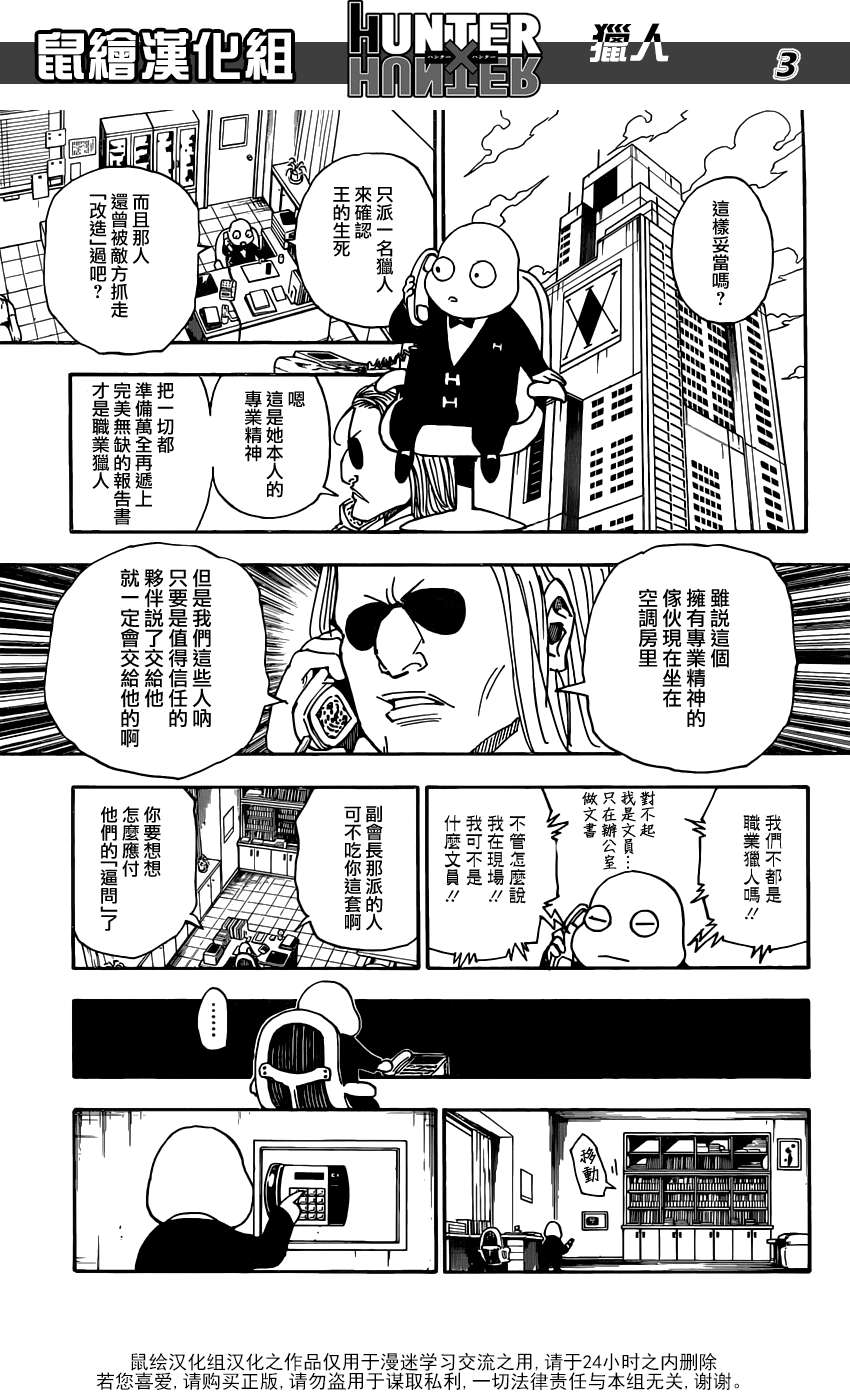 鼠繪漢化組
HUNTER
×
ハンター ハンター
HUNTER
獵人
3
這樣妥當嗎？
只派一名獵人
來確認
王的生死
而且那人
還曾被敵方抓走
「改造」過吧？
嗯
這是她本人的
專業精神
把一切都
準備萬全再遞上
完美無缺的報告書
才是職業獵人
雖說這個
擁有專業精神的
傢伙現在坐在
空調房里
但是我們這些人吶
只要是值得信任的
夥伴説了交給他
就一定會交給他的啊
我們不都是
職業獵人嗎!!
對不起
我是文員…
只在辦公室
做文書
不管怎麼說
我在現場!!
我可不是
什麼文員!!
副會長那派的人
可不吃你這套啊
你要想想
怎麼應付
他們的「逼問」了
……
移動
鼠绘汉化组汉化之作品仅用于漫迷学习交流之用,请于24小时之内删除
若您喜爱,请购买正版,请勿盗用于谋取私利,一切法律责任与本组无关,谢谢。